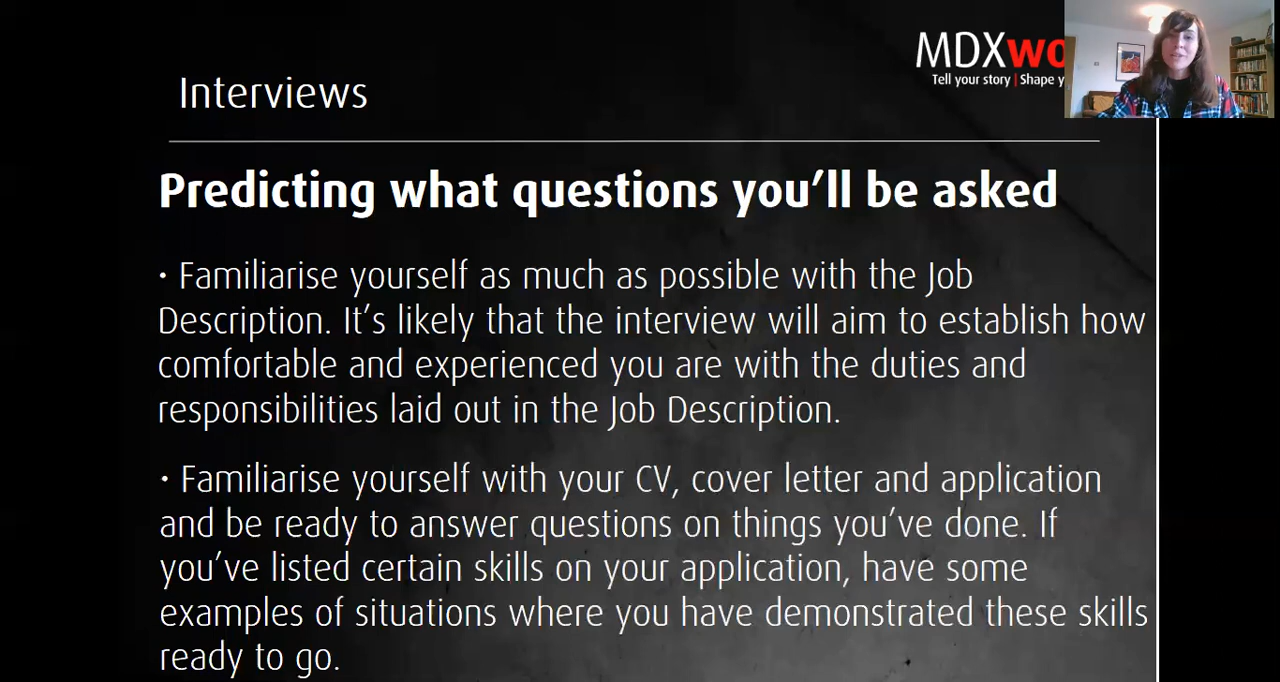 Interviews
MDXwo
Tell your story | Shape y
Predicting what questions you'll be asked
• Familiarise yourself as much as possible with the Job
Description. It's likely that the interview will aim to establish how
comfortable and experienced you are with the duties and
responsibilities laid out in the Job Description.
• Familiarise yourself with your CV, cover letter and application
and be ready to answer questions on things you've done. If
you've listed certain skills on your application, have some
examples of situations where you have demonstrated these skills
ready to go.